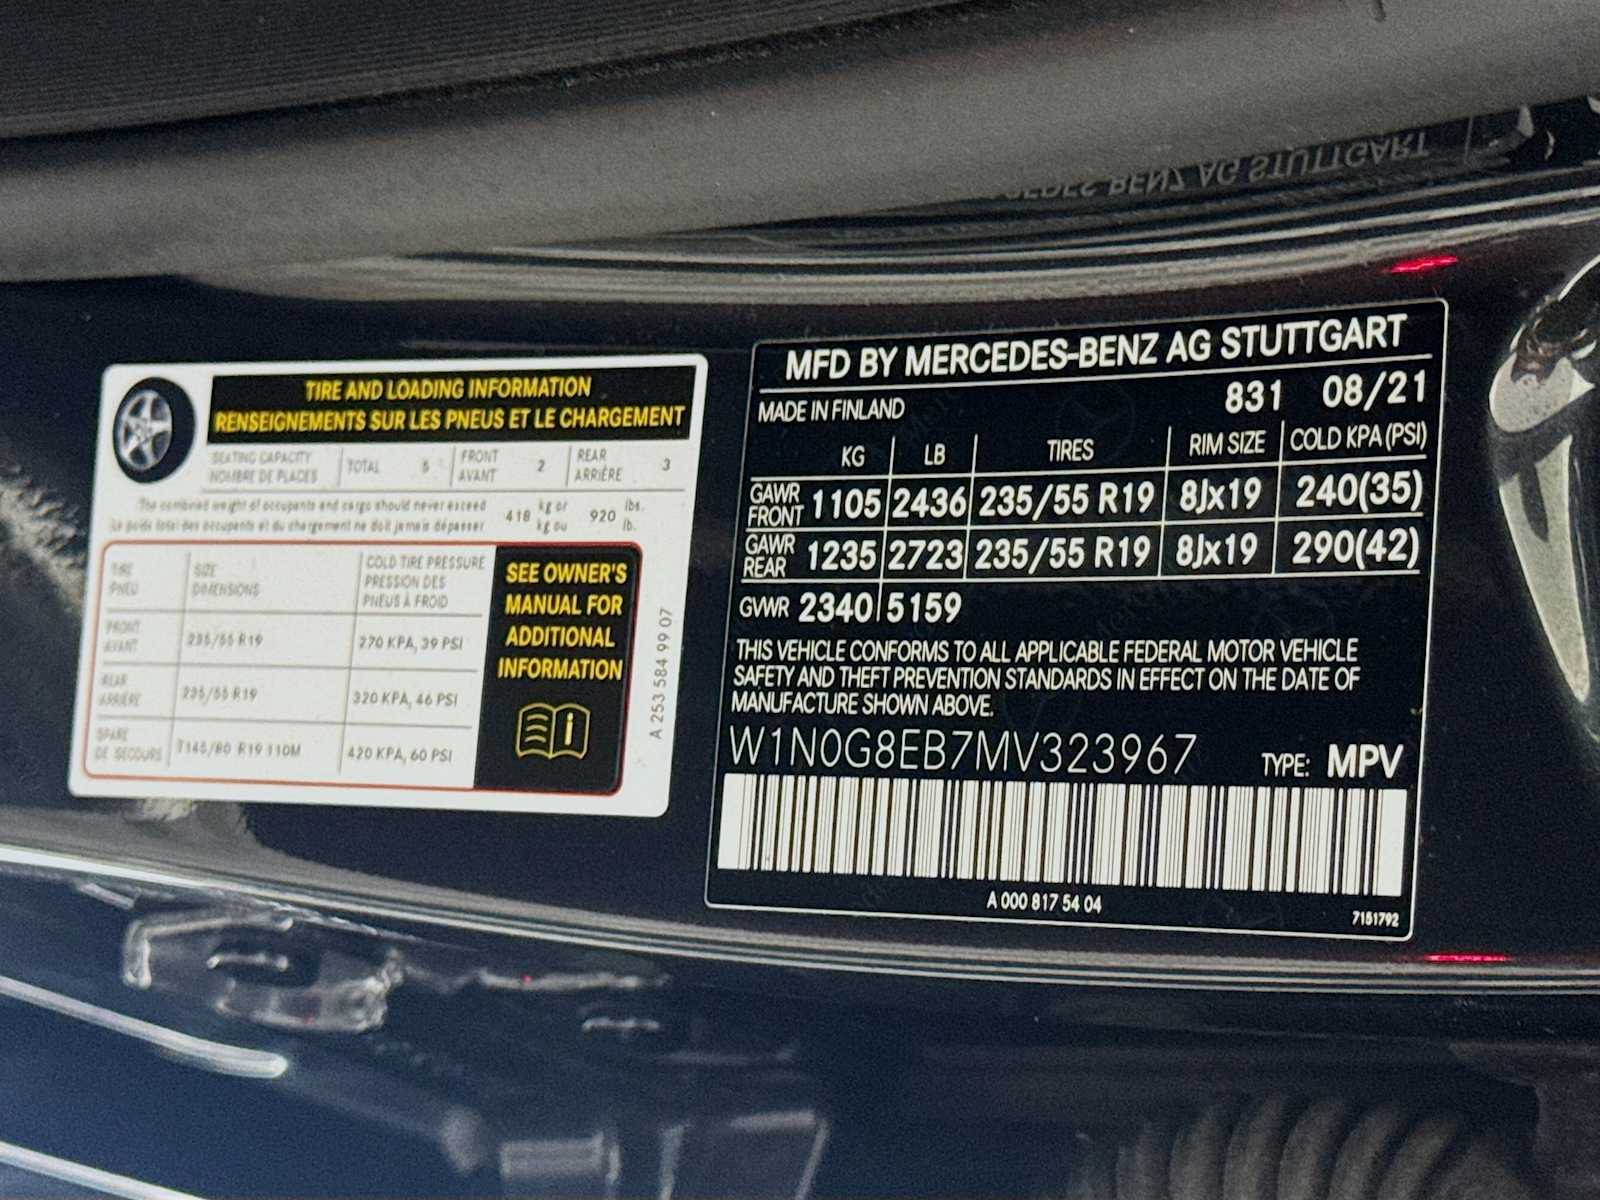 TIRE AND LOADING INFORMATION
RENSEIGNEMENTS SUR LES PNEUS ET LE CHARGEMENT
SEATING CAPACITY
NOMBRE DE PLACES
TOTAL 5
FRONT
AVANT
2
REAR
ARRIÈRE
3
The combined weight of occupants and cargo should never exceed
Le poids total des occupants et du chargement ne doit jamais dépasser
418 kg or
kg ou
920 lbs.
lb.
TIRE
PNEU
SIZE
DIMENSIONS
COLD TIRE PRESSURE
PRESSION DES
PNEUS À FROID
FRONT
AVANT
235/55 R19
270 KPA, 39 PSI
REAR
ARRIÈRE
235/55 R19
320 KPA, 46 PSI
SPARE
DE SECOURS
T145/80 R19 110M
420 KPA, 60 PSI
SEE OWNER'S
MANUAL FOR
ADDITIONAL
INFORMATION
A 253 584 99 07
MFD BY MERCEDES-BENZ AG STUTTGART
MADE IN FINLAND 831 08/21
KG LB TIRES RIM SIZE COLD KPA(PSI)
GAWR
FRONT
1105 2436 235/55 R19 8Jx19 240(35)
GAWR
REAR
1235 2723 235/55 R19 8Jx19 290(42)
GVWR 2340 5159
THIS VEHICLE CONFORMS TO ALL APPLICABLE FEDERAL MOTOR VEHICLE
SAFETY AND THEFT PREVENTION STANDARDS IN EFFECT ON THE DATE OF
MANUFACTURE SHOWN ABOVE.
W1N0G8EB7MV323967 TYPE: MPV
A 000 817 54 04
7151792